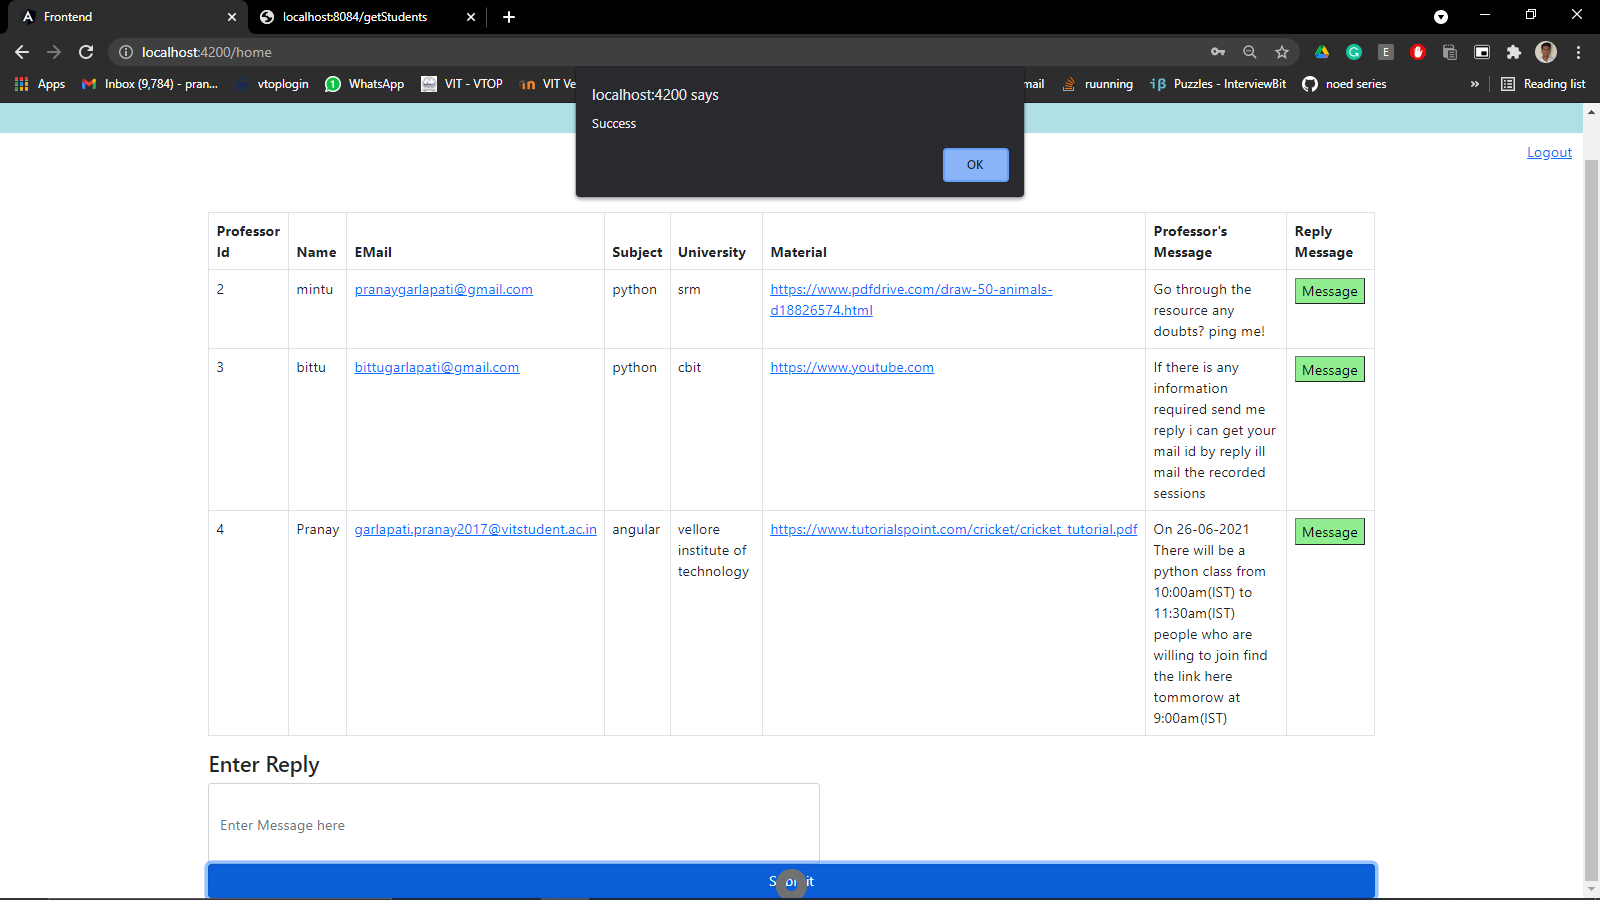 Frontend
localhost:8084/getStudents
localhost:4200/home
Apps
Inbox (9,784) - pran...
vtoplogin
WhatsApp
VIT - VTOP
VIT Ve
mail
ruunning
Puzzles - InterviewBit
noed series
»
Reading list
localhost:4200 says
Success
OK
Logout
Professor
Id
Name
EMail
Subject
University
Material
Professor's
Message
Reply
Message
2
mintu
pranaygarlapati@gmail.com
python
srm
https://www.pdfdrive.com/draw-50-animals-
d18826574.html
Go through the
resource any
doubts? ping me!
Message
3
bittu
bittugarlapati@gmail.com
python
cbit
https://www.youtube.com
If there is any
information
required send me
reply i can get your
mail id by reply ill
mail the recorded
sessions
Message
4
Pranay
garlapati.pranay2017@vitstudent.ac.in
angular
vellore
institute of
technology
https://www.tutorialspoint.com/cricket/cricket_tutorial.pdf
On 26-06-2021
There will be a
python class from
10:00am(IST) to
11:30am(IST)
people who are
willing to join find
the link here
tommorow at
9:00am(IST)
Message
Enter Reply
Enter Message here
Submit